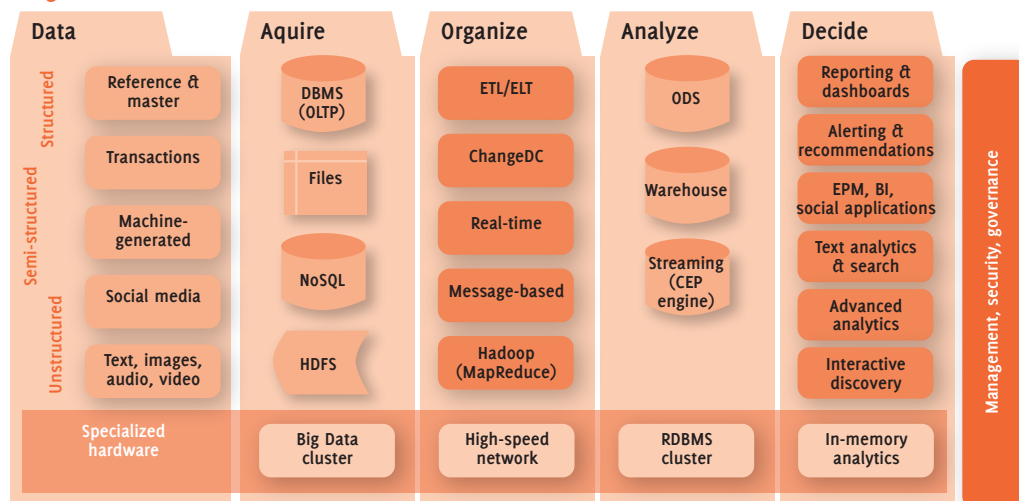 Data
Structured
Semi-structured
Unstructured
Reference &
master
Transactions
Machine-
generated
Social media
Text, images,
audio, video
Aquire
DBMS
(OLTP)
Files
NoSQL
HDFS
Organize
ETL/ELT
ChangeDC
Real-time
Message-based
Hadoop
(MapReduce)
Analyze
ODS
Warehouse
Streaming
(CEP
engine)
Decide
Reporting &
dashboards
Alerting &
recommendations
EPM, BI,
social applications
Text analytics
& search
Advanced
analytics
Interactive
discovery
Specialized
hardware
Big Data
cluster
High-speed
network
RDBMS
cluster
In-memory
analytics
Management, security, governance